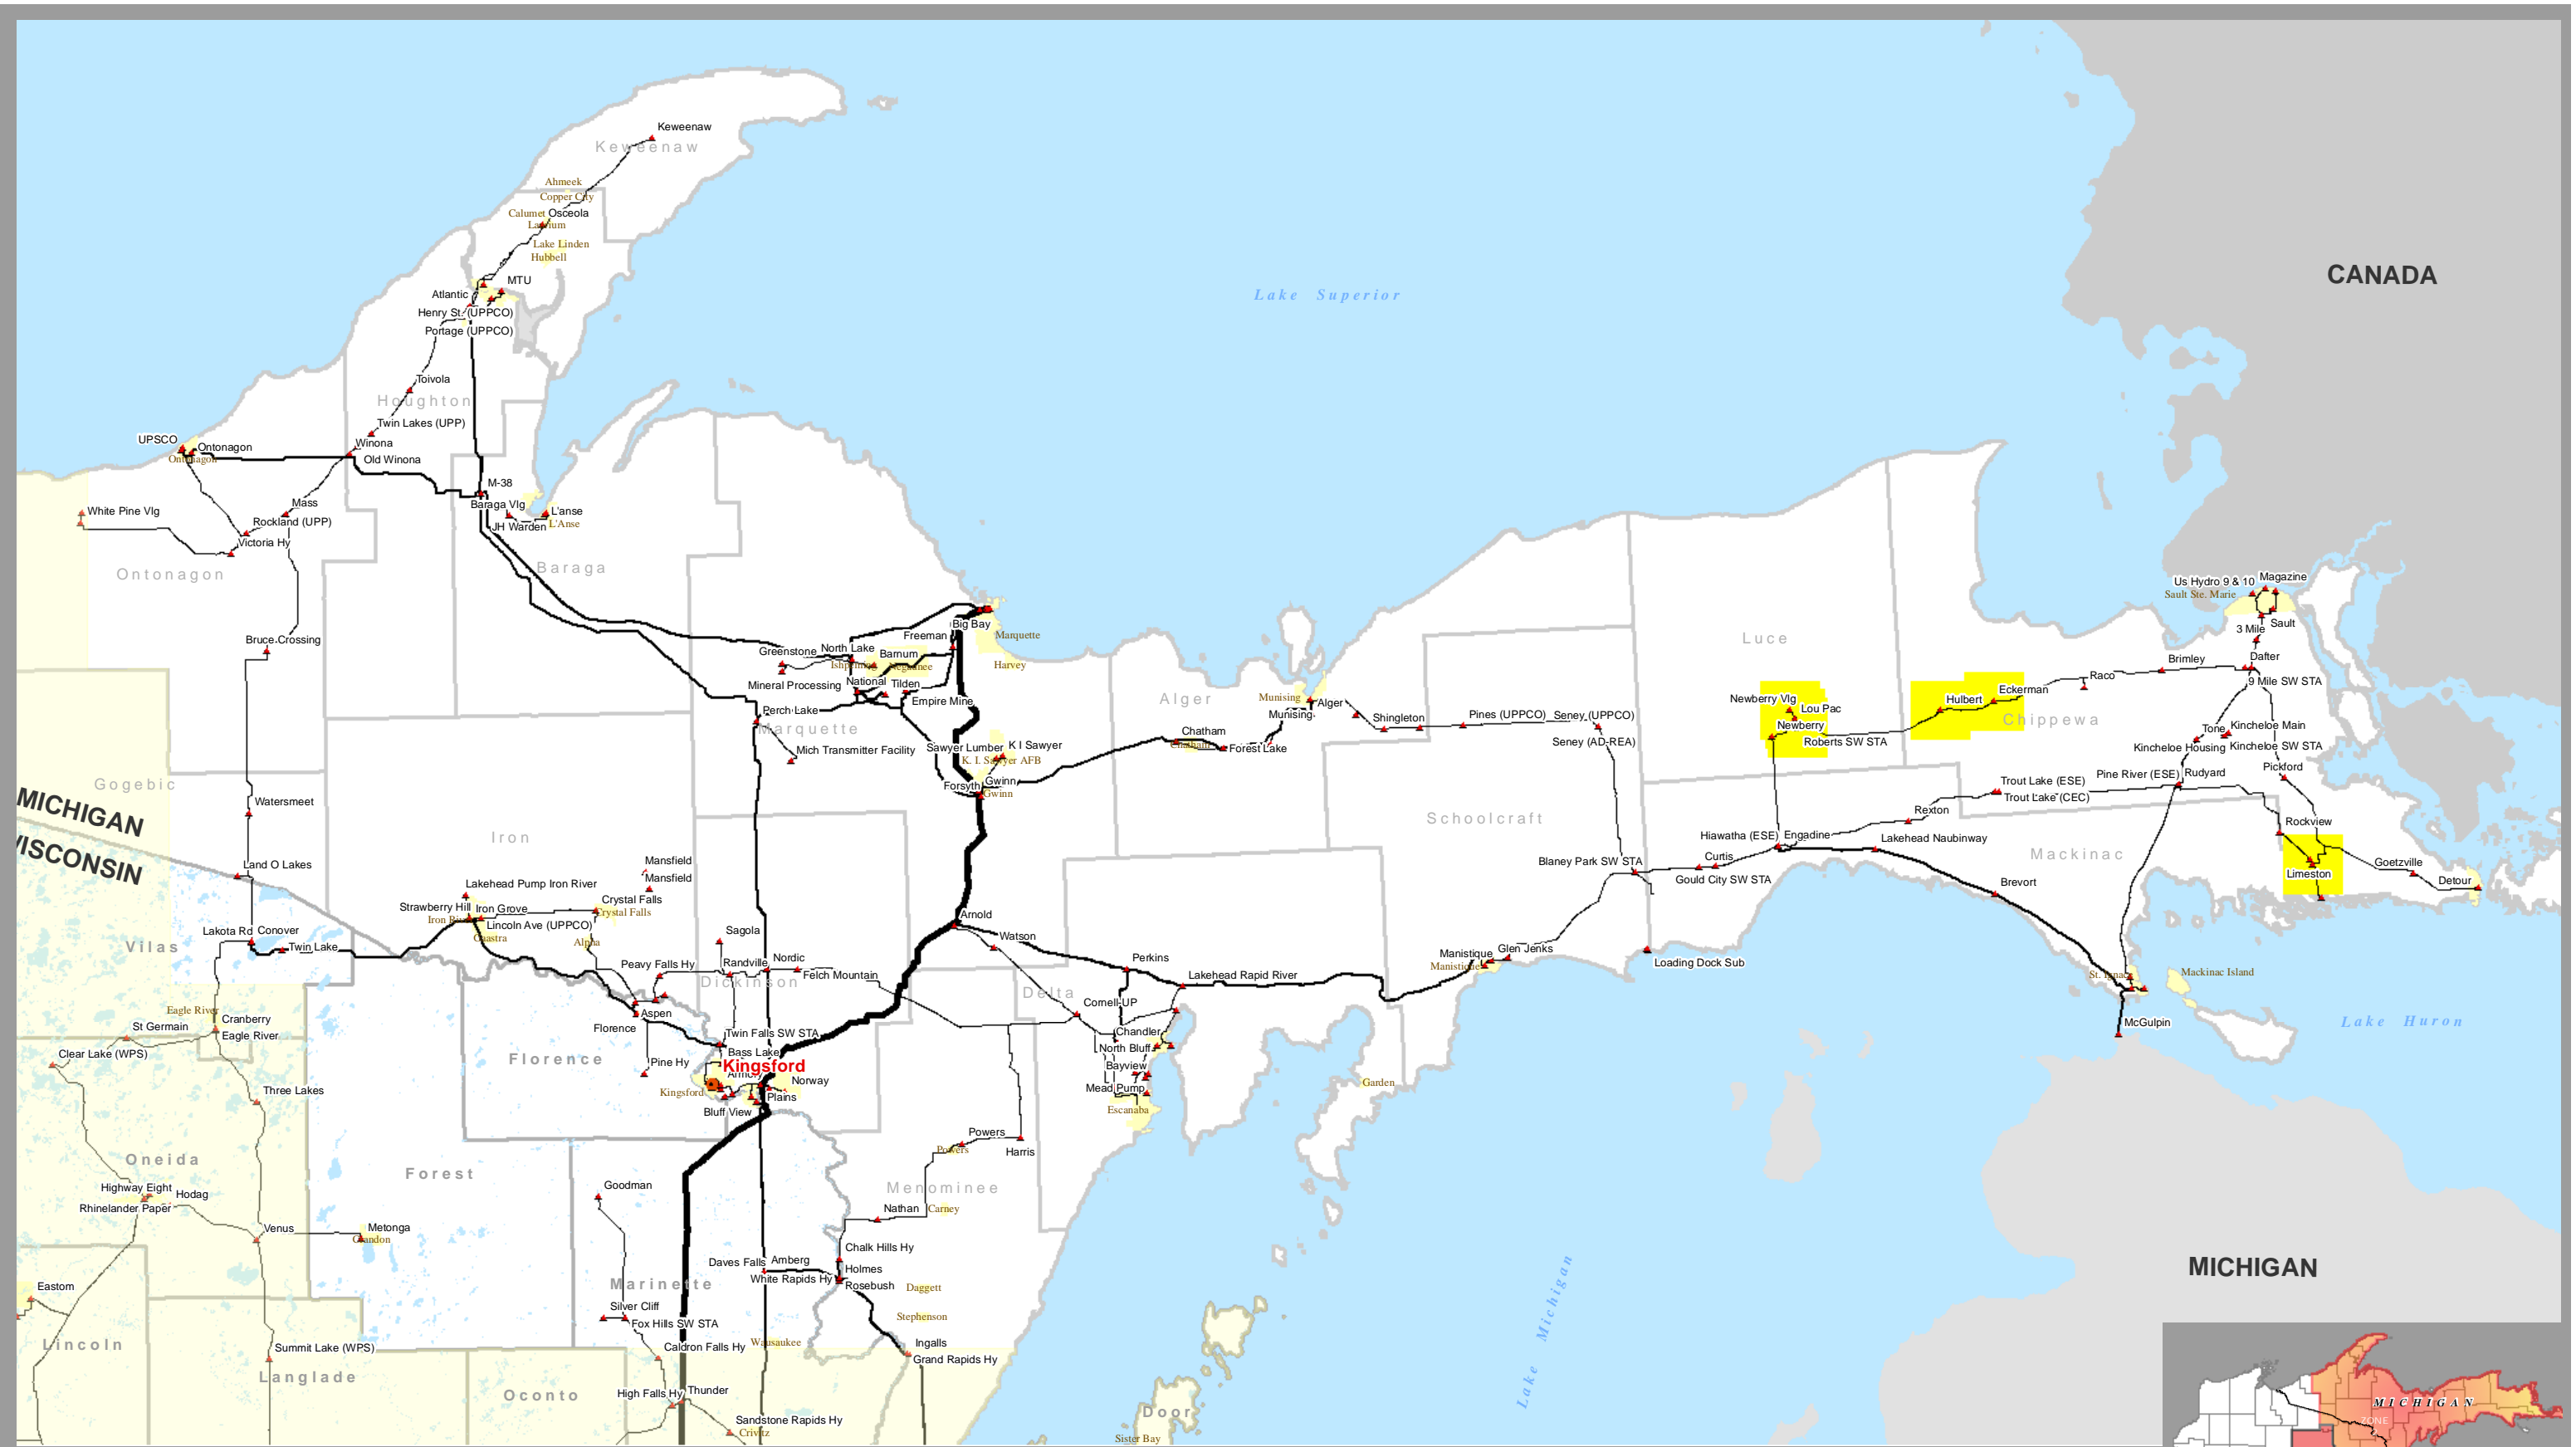 Keweenaw
Keweenaw
Ahmeek
Copper City
Calumet
Osceola
Laurium
Lake Linden
Hubbell
MTU
Atlantic
Henry St. (UPPCO)
Portage (UPPCO)
CANADA
Lake Superior
Toivola
Houghton
Twin Lakes (UPP)
Winona
Old Winona
UPSCO
Ontonagon
Ontonagon
M-38
Baraga Vlg
L'anse
L'Anse
JH Warden
White Pine Vlg
Mass
Rockland (UPP)
Victoria Hy
Ontonagon
Baraga
Us Hydro 9 & 10
Magazine
Sault Ste. Marie
Sault
3 Mile
Big Bay
Freeman
Marquette
Harvey
Bruce Crossing
Greenstone
North Lake
Barnum
Ishpeming
Negaunee
Mineral Processing
National
Tilden
Empire Mine
Perch Lake
Marquette
Mich Transmitter Facility
Luce
Dafter
Brimley
9 Mile SW STA
Raco
Eckerman
Hulbert
Chippewa
Newberry Vlg
Lou Pac
Newberry
Roberts SW STA
Alger
Munising
Alger
Munising
Shingleton
Pines (UPPCO)
Seney (UPPCO)
Seney (AD-REA)
Chatham
Chatham
Forest Lake
Sawyer Lumber
K I Sawyer
K. I. Sawyer AFB
Forsyth
Gwinn
Gwinn
Tone
Kincheloe Main
Kincheloe Housing
Kincheloe SW STA
Pickford
Pine River (ESE)
Rudyard
Trout Lake (ESE)
Trout Lake (CEC)
Rexton
Rockview
Gogebic
MICHIGAN
WISCONSIN
Watersmeet
Iron
Schoolcraft
Hiawatha (ESE)
Engadine
Lakehead Naubinway
Mackinac
Blaney Park SW STA
Curtis
Gould City SW STA
Limeston
Goetzville
Detour
Brevort
Land O Lakes
Mansfield
Mansfield
Lakehead Pump Iron River
Crystal Falls
Crystal Falls
Strawberry Hill
Iron Grove
Iron River
Lincoln Ave (UPPCO)
Gaastra
Alpha
Lakota Rd
Conover
Twin Lake
Vilas
Sagola
Arnold
Watson
Peavy Falls Hy
Randville
Nordic
Felch Mountain
Dickinson
Perkins
Lakehead Rapid River
Manistique
Manistique
Glen Jenks
Loading Dock Sub
St. Ignace
Mackinac Island
McGulpin
Lake Huron
Delta
Cornell-UP
Chandler
North Bluff
Bayview
Mead Pump
Escanaba
Garden
Eagle River
St Germain
Cranberry
Eagle River
Clear Lake (WPS)
Three Lakes
Florence
Aspen
Florence
Pine Hy
Twin Falls SW STA
Bass Lake
Kingsford
Kingsford
Norway
Plains
Bluff View
Powers
Powers
Harris
Oneida
Highway Eight
Hodag
Rhinelander Paper
Forest
Goodman
Menominee
Nathan
Carney
Venus
Metonga
Crandon
Chalk Hills Hy
Daves Falls
Amberg
White Rapids Hy
Holmes
Rosebush
Daggett
Marinette
Eastom
Silver Cliff
Fox Hills SW STA
Stephenson
Lincoln
Summit Lake (WPS)
Langlade
Caldron Falls Hy
Wausaukee
Ingalls
Grand Rapids Hy
Oconto
High Falls Hy
Thunder
Sandstone Rapids Hy
Crivitz
Door
Sister Bay
Lake Michigan
MICHIGAN
MICHIGAN
ZONE